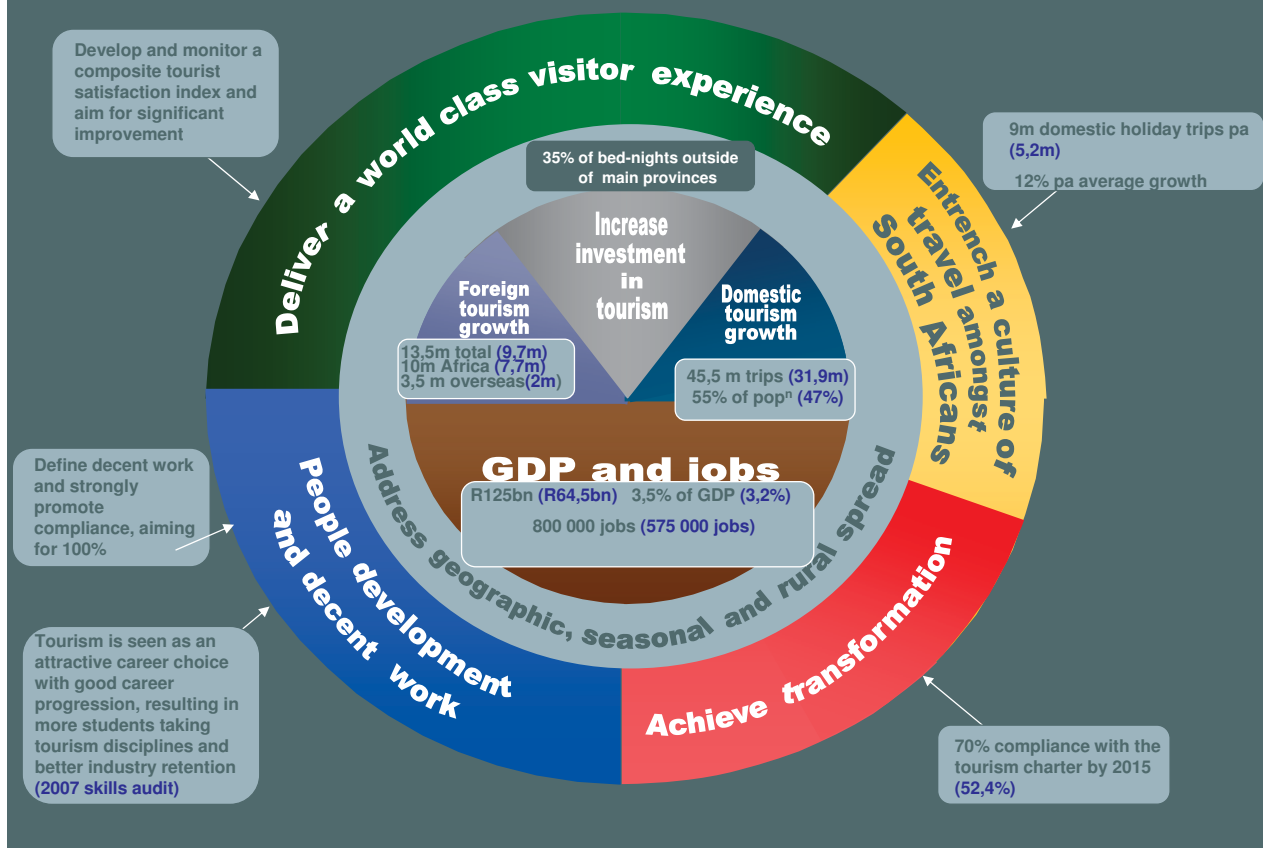 Develop and monitor a
composite tourist
satisfaction index and
aim for significant
improvement
Deliver a world class visitor experience
9m domestic holiday trips pa
(5,2m)
12% pa average growth
Entrench a culture of
travel amongst
South Africans
35% of bed-nights outside
of main provinces
Increase
investment
in
tourism
Foreign
tourism
growth
13,5m total (9,7m)
10m Africa (7,7m)
3,5 m overseas(2m)
Domestic
tourism
growth
45,5 m trips (31,9m)
55% of popⁿ (47%)
GDP and jobs
R125bn (R64,5bn) 3,5% of GDP (3,2%)
800 000 jobs (575 000 jobs)
Address geographic, seasonal and rural spread
Define decent work
and strongly
promote
compliance, aiming
for 100%
People development
and decent work
Tourism is seen as an
attractive career choice
with good career
progression, resulting in
more students taking
tourism disciplines and
better industry retention
(2007 skills audit)
Achieve transformation
70% compliance with the
tourism charter by 2015
(52,4%)